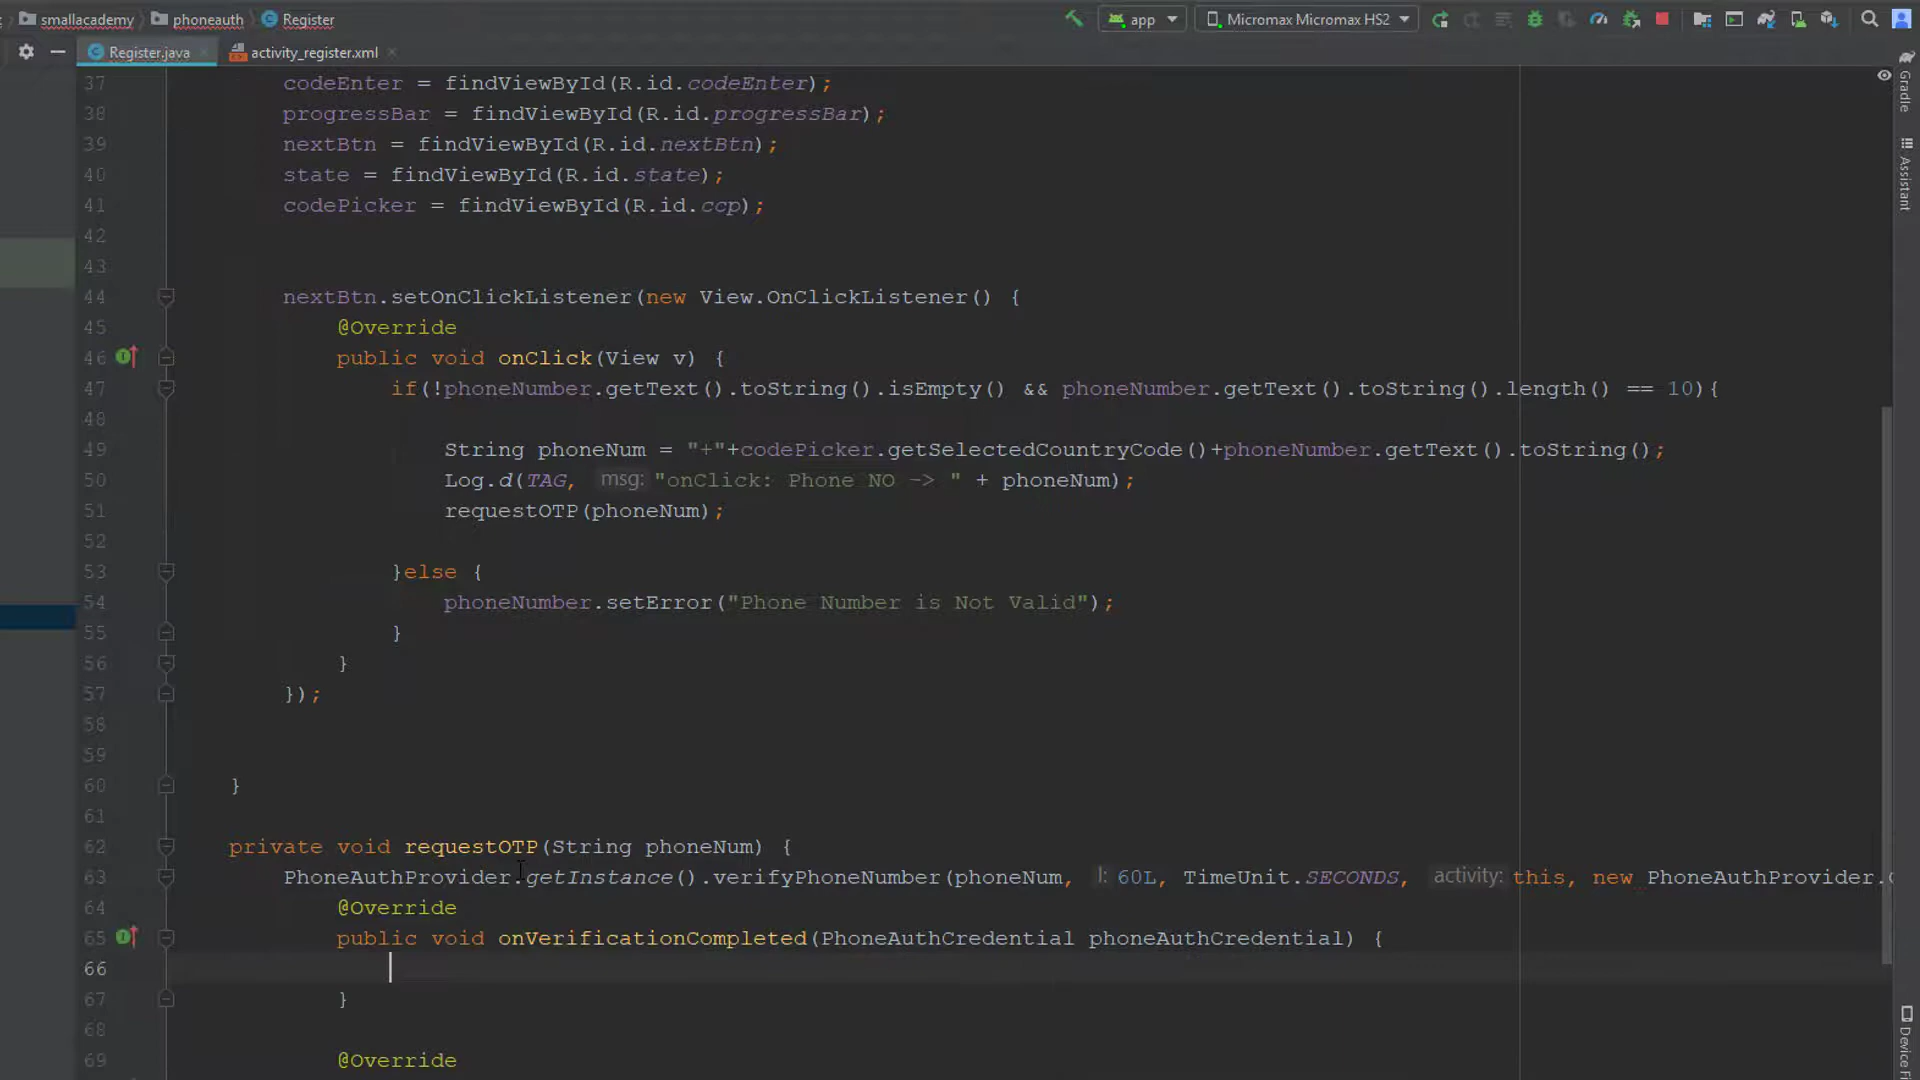 smallacademy phoneauth Register app Micromax Micromax HS2
Register.java activity_register.xml
37 codeEnter = findViewById(R.id.codeEnter);
38 progressBar = findViewById(R.id.progressBar);
39 nextBtn = findViewById(R.id.nextBtn);
40 state = findViewById(R.id.state);
41 codePicker = findViewById(R.id.ccp);
42
43
44 nextBtn.setOnClickListener(new View.OnClickListener() {
45 @Override
46 public void onClick(View v) {
47 if(!phoneNumber.getText().toString().isEmpty() && phoneNumber.getText().toString().length() == 10){
48
49 String phoneNum = "+"+codePicker.getSelectedCountryCode()+phoneNumber.getText().toString();
50 Log.d(TAG, msg: "onClick: Phone NO -> " + phoneNum);
51 requestOTP(phoneNum);
52
53 }else {
54 phoneNumber.setError("Phone Number is Not Valid");
55 }
56 }
57 });
58
59
60 }
61
62 private void requestOTP(String phoneNum) {
63 PhoneAuthProvider.getInstance().verifyPhoneNumber(phoneNum, l: 60L, TimeUnit.SECONDS, activity: this, new PhoneAuthProvider.
64 @Override
65 public void onVerificationCompleted(PhoneAuthCredential phoneAuthCredential) {
66
67 }
68
69 @Override
Gradle
Assistant
Device Fi